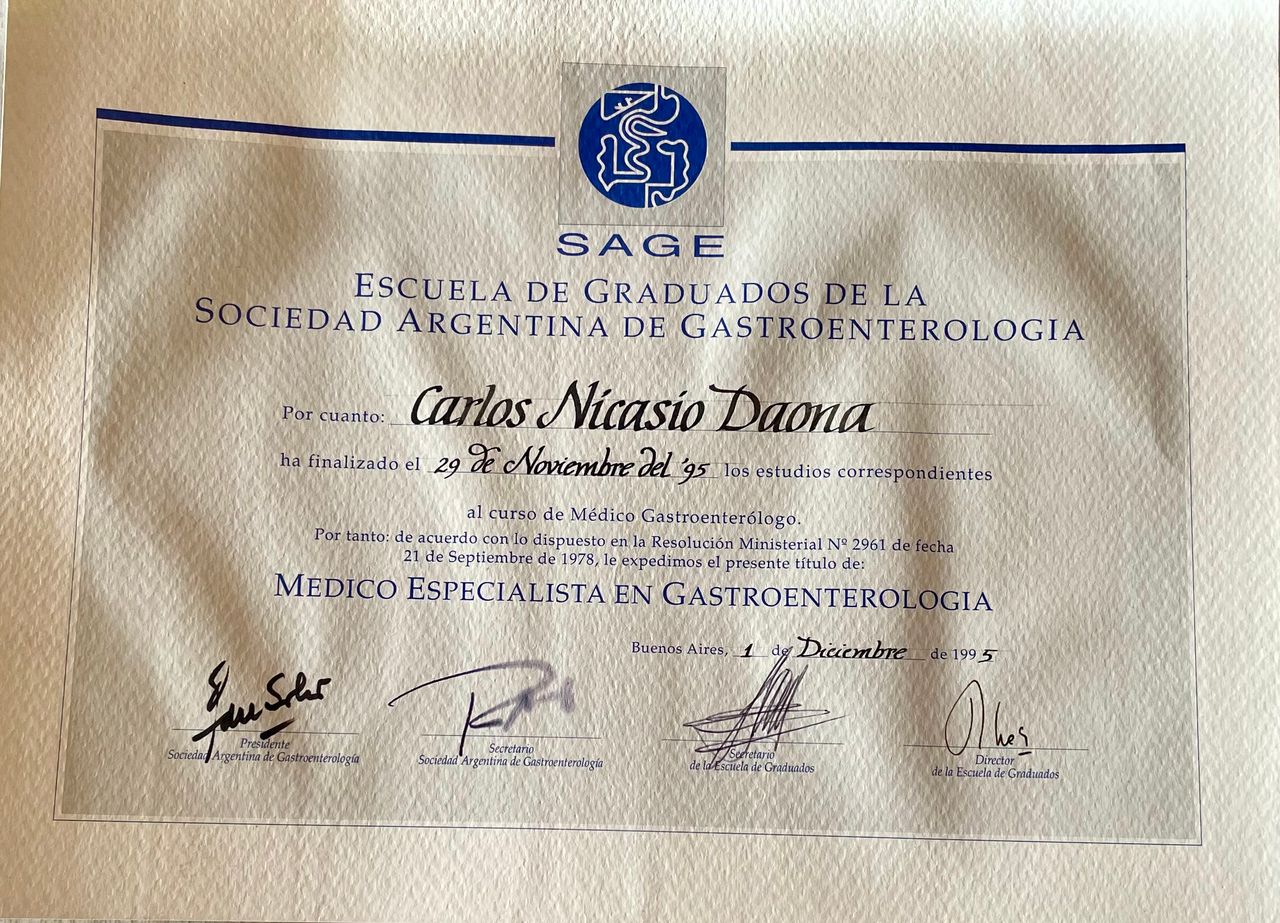 SAGE
ESCUELA DE GRADUADOS DE LA
SOCIEDAD ARGENTINA DE GASTROENTEROLOGIA
Por cuanto: Carlos Nicasio Daona
ha finalizado el 29 de Noviembre del '95 los estudios correspondientes
al curso de Médico Gastroenterólogo.
Por tanto: de acuerdo con lo dispuesto en la Resolución Ministerial Nº 2961 de fecha
21 de Septiembre de 1978, le expedimos el presente título de:
MEDICO ESPECIALISTA EN GASTROENTEROLOGIA
Buenos Aires, 1 de Diciembre de 1995
Presidente
Sociedad Argentina de Gastroenterología
Secretario
Sociedad Argentina de Gastroenterología
Secretario
de la Escuela de Graduados
Director
de la Escuela de Graduados